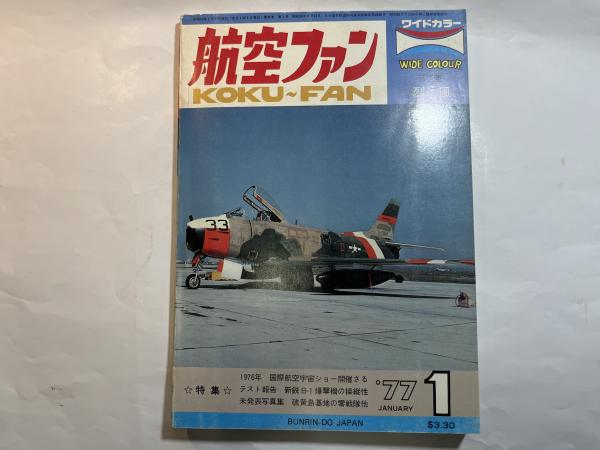 ワイドカラー
WIDE COLOUR
航空ファン
KOKU~FAN
33
☆特集☆
1976年 国際航空宇宙ショー開催さる
テスト報告 新鋭B-1爆撃機の操縦性
未発表写真集 硫黄島基地の零戦隊他
'77
JANUARY
1
$3.30
BUNRIN-DO JAPAN